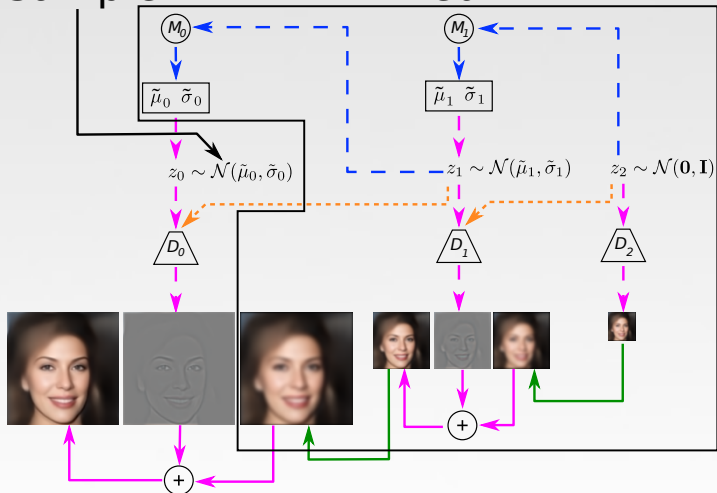 M₀ M₁
μ̃₀ σ̃₀ μ̃₁ σ̃₁
z₀ ∼ 𝒩(μ̃₀, σ̃₀) z₁ ∼ 𝒩(μ̃₁, σ̃₁) z₂ ∼ 𝒩(𝟎, 𝐈)
D₀ D₁ D₂
+
+